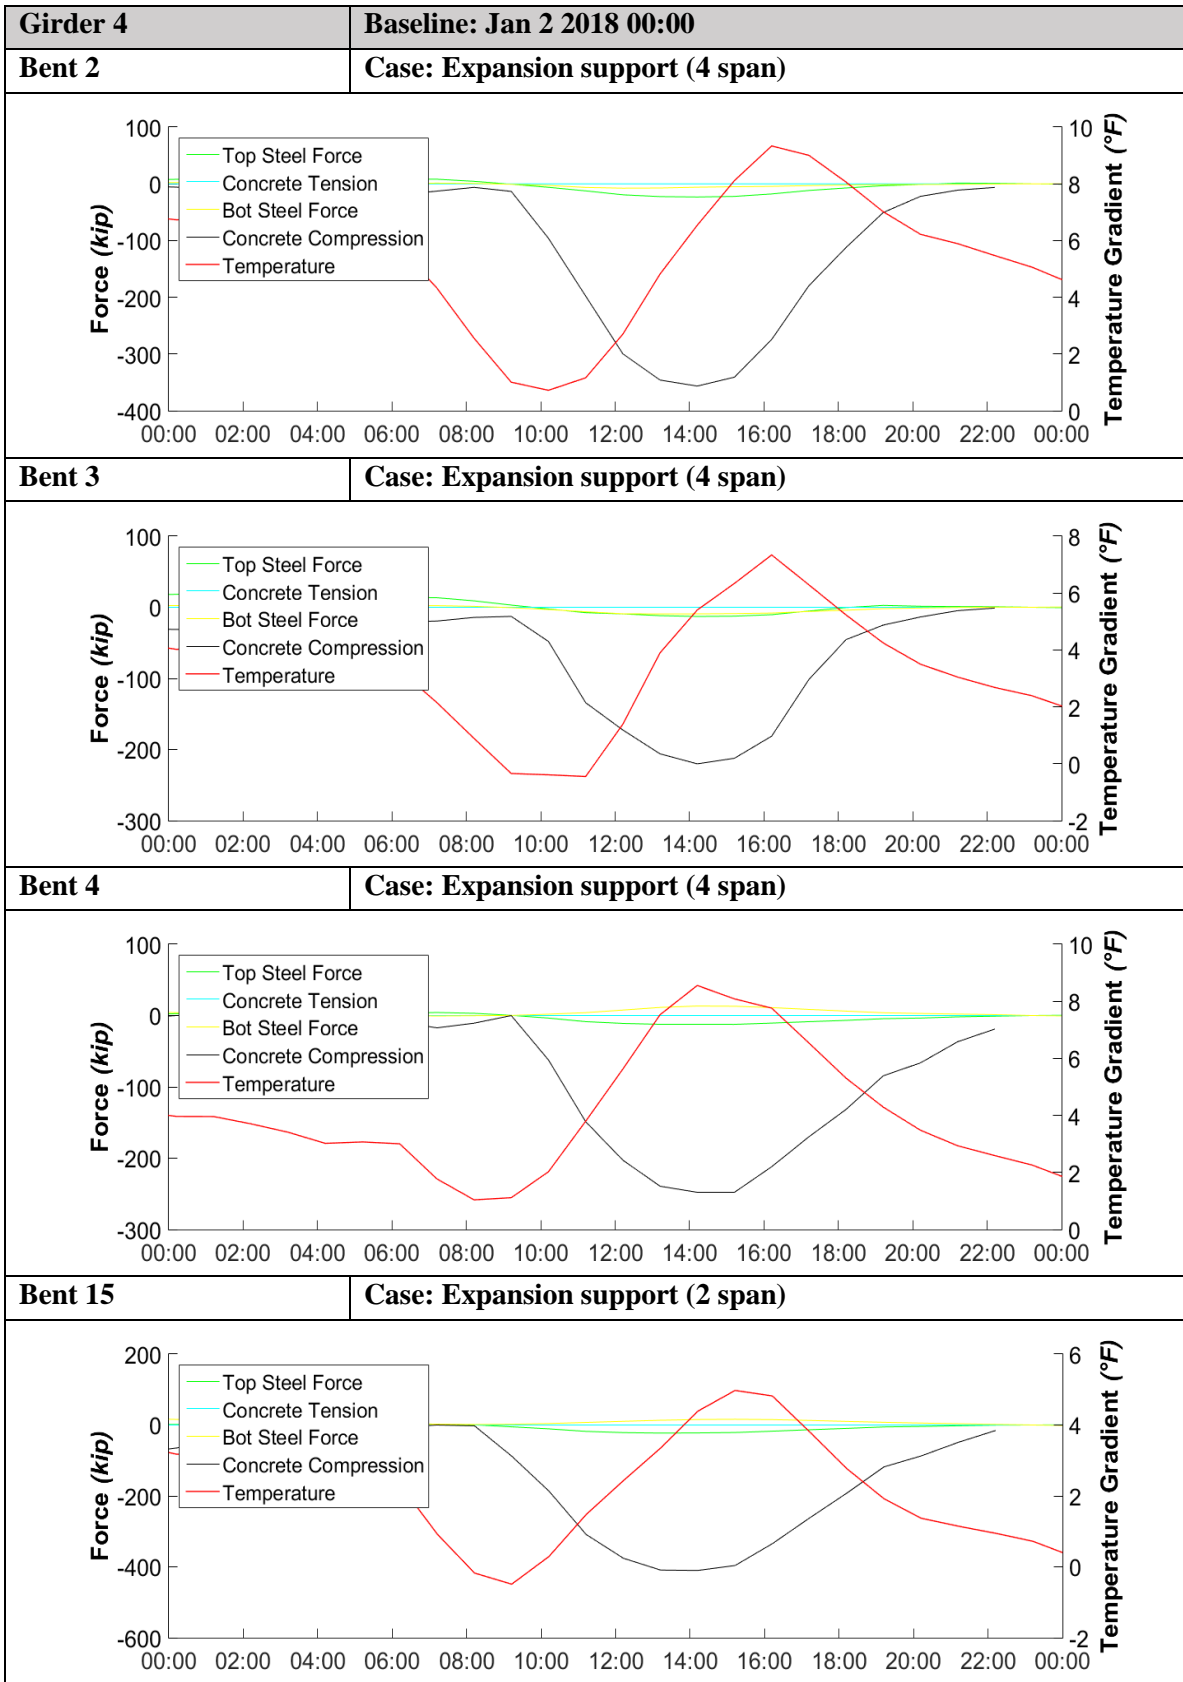 Girder 4 Baseline: Jan 2 2018 00:00
Bent 2 Case: Expansion support (4 span)
100 10
Top Steel Force
Concrete Tension
Bot Steel Force
Concrete Compression
Temperature
0 8
-100 6
-200 4
-300 2
-400 0
Force (kip)
Temperature Gradient (°F)
00:00 02:00 04:00 06:00 08:00 10:00 12:00 14:00 16:00 18:00 20:00 22:00 00:00
Bent 3 Case: Expansion support (4 span)
100 8
Top Steel Force
Concrete Tension
Bot Steel Force
Concrete Compression
Temperature
0 6
-100 4
-200 2
0
-300 -2
Force (kip)
Temperature Gradient (°F)
00:00 02:00 04:00 06:00 08:00 10:00 12:00 14:00 16:00 18:00 20:00 22:00 00:00
Bent 4 Case: Expansion support (4 span)
100 10
Top Steel Force
Concrete Tension
Bot Steel Force
Concrete Compression
Temperature
0 8
-100 6
4
-200 2
-300 0
Force (kip)
Temperature Gradient (°F)
00:00 02:00 04:00 06:00 08:00 10:00 12:00 14:00 16:00 18:00 20:00 22:00 00:00
Bent 15 Case: Expansion support (2 span)
200 6
Top Steel Force
Concrete Tension
Bot Steel Force
Concrete Compression
Temperature
0 4
-200 2
-400 0
-600 -2
Force (kip)
Temperature Gradient (°F)
00:00 02:00 04:00 06:00 08:00 10:00 12:00 14:00 16:00 18:00 20:00 22:00 00:00